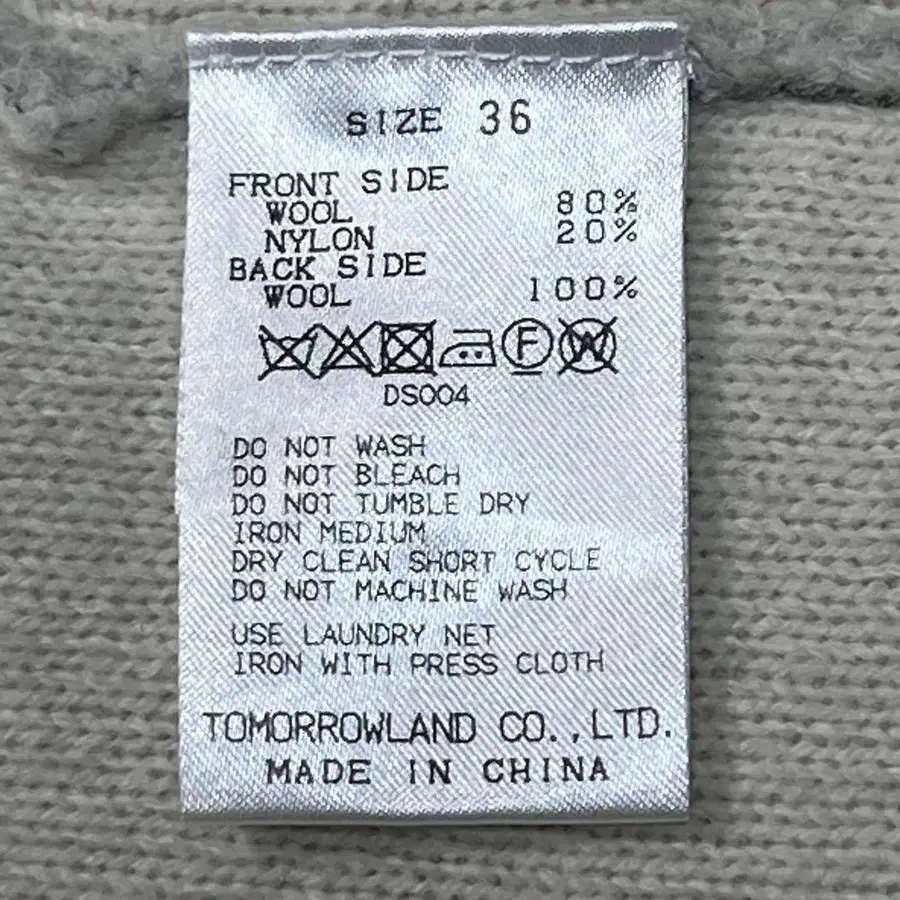 SIZE 36
FRONT SIDE
WOOL 80%
NYLON 20%
BACK SIDE
WOOL 100%
F W
DS004
DO NOT WASH
DO NOT BLEACH
DO NOT TUMBLE DRY
IRON MEDIUM
DRY CLEAN SHORT CYCLE
DO NOT MACHINE WASH
USE LAUNDRY NET
IRON WITH PRESS CLOTH
TOMORROWLAND CO.,LTD.
MADE IN CHINA